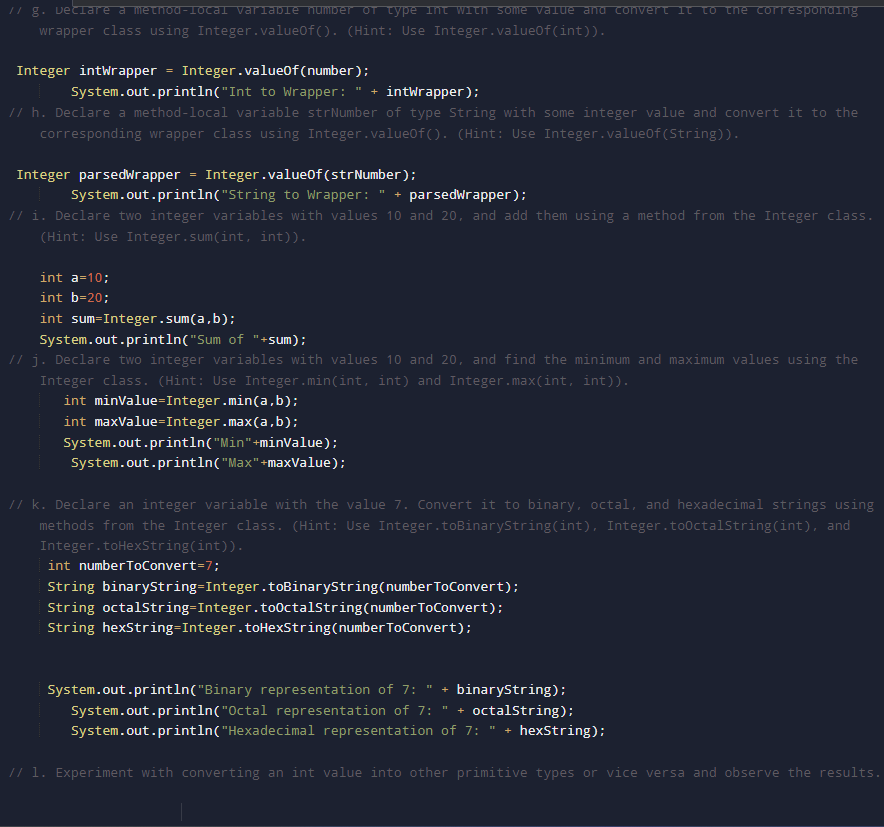 // g. Declare a method-local variable number of type int with some value and convert it to the corresponding
wrapper class using Integer.valueOf(). (Hint: Use Integer.valueOf(int)).
Integer intWrapper = Integer.valueOf(number);
System.out.println("Int to Wrapper: " + intWrapper);
// h. Declare a method-local variable strNumber of type String with some integer value and convert it to the
corresponding wrapper class using Integer.valueOf(). (Hint: Use Integer.valueOf(String)).
Integer parsedWrapper = Integer.valueOf(strNumber);
System.out.println("String to Wrapper: " + parsedWrapper);
// i. Declare two integer variables with values 10 and 20, and add them using a method from the Integer class.
(Hint: Use Integer.sum(int, int)).
int a=10;
int b=20;
int sum=Integer.sum(a,b);
System.out.println("Sum of "+sum);
// j. Declare two integer variables with values 10 and 20, and find the minimum and maximum values using the
Integer class. (Hint: Use Integer.min(int, int) and Integer.max(int, int)).
int minValue=Integer.min(a,b);
int maxValue=Integer.max(a,b);
System.out.println("Min"+minValue);
System.out.println("Max"+maxValue);
// k. Declare an integer variable with the value 7. Convert it to binary, octal, and hexadecimal strings using
methods from the Integer class. (Hint: Use Integer.toBinaryString(int), Integer.toOctalString(int), and
Integer.toHexString(int)).
int numberToConvert=7;
String binaryString=Integer.toBinaryString(numberToConvert);
String octalString=Integer.toOctalString(numberToConvert);
String hexString=Integer.toHexString(numberToConvert);
System.out.println("Binary representation of 7: " + binaryString);
System.out.println("Octal representation of 7: " + octalString);
System.out.println("Hexadecimal representation of 7: " + hexString);
// l. Experiment with converting an int value into other primitive types or vice versa and observe the results.